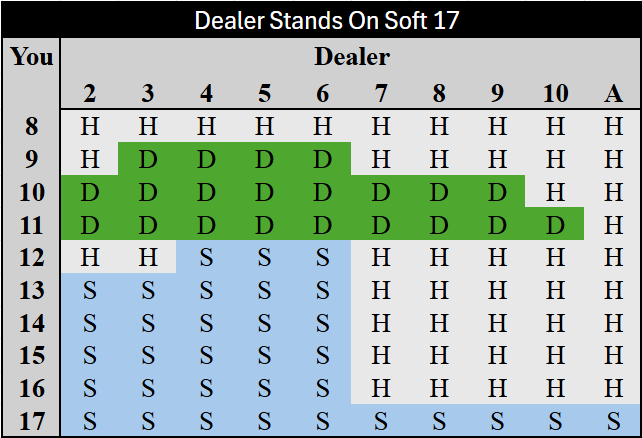 Dealer Stands On Soft 17
You Dealer
2 3 4 5 6 7 8 9 10 A
8 H H H H H H H H H H
9 H D D D D H H H H H
10 D D D D D D D D H H
11 D D D D D D D D D H
12 H H S S S H H H H H
13 S S S S S H H H H H
14 S S S S S H H H H H
15 S S S S S H H H H H
16 S S S S S H H H H H
17 S S S S S S S S S S